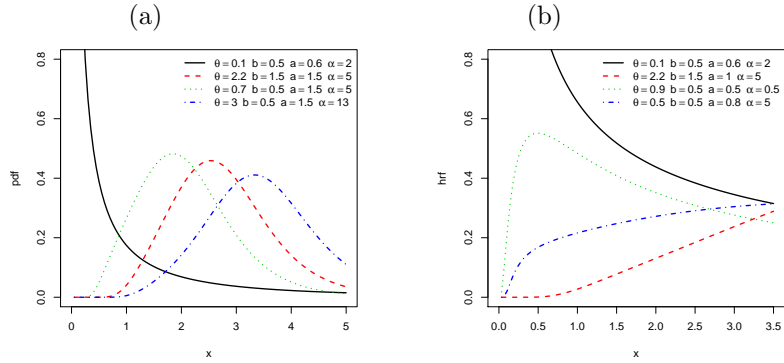 (a)
θ = 0.1 b = 0.5 a = 0.6 α = 2
θ = 2.2 b = 1.5 a = 1.5 α = 5
θ = 0.7 b = 0.5 a = 1.5 α = 5
θ = 3 b = 0.5 a = 1.5 α = 13
pdf
0.8
0.6
0.4
0.2
0.0
0 1 2 3 4 5
x
(b)
θ = 0.1 b = 0.5 a = 0.6 α = 2
θ = 2.2 b = 1.5 a = 1 α = 5
θ = 0.9 b = 0.5 a = 0.5 α = 0.5
θ = 0.5 b = 0.5 a = 0.8 α = 5
hrf
0.8
0.6
0.4
0.2
0.0
0.0 0.5 1.0 1.5 2.0 2.5 3.0 3.5
x